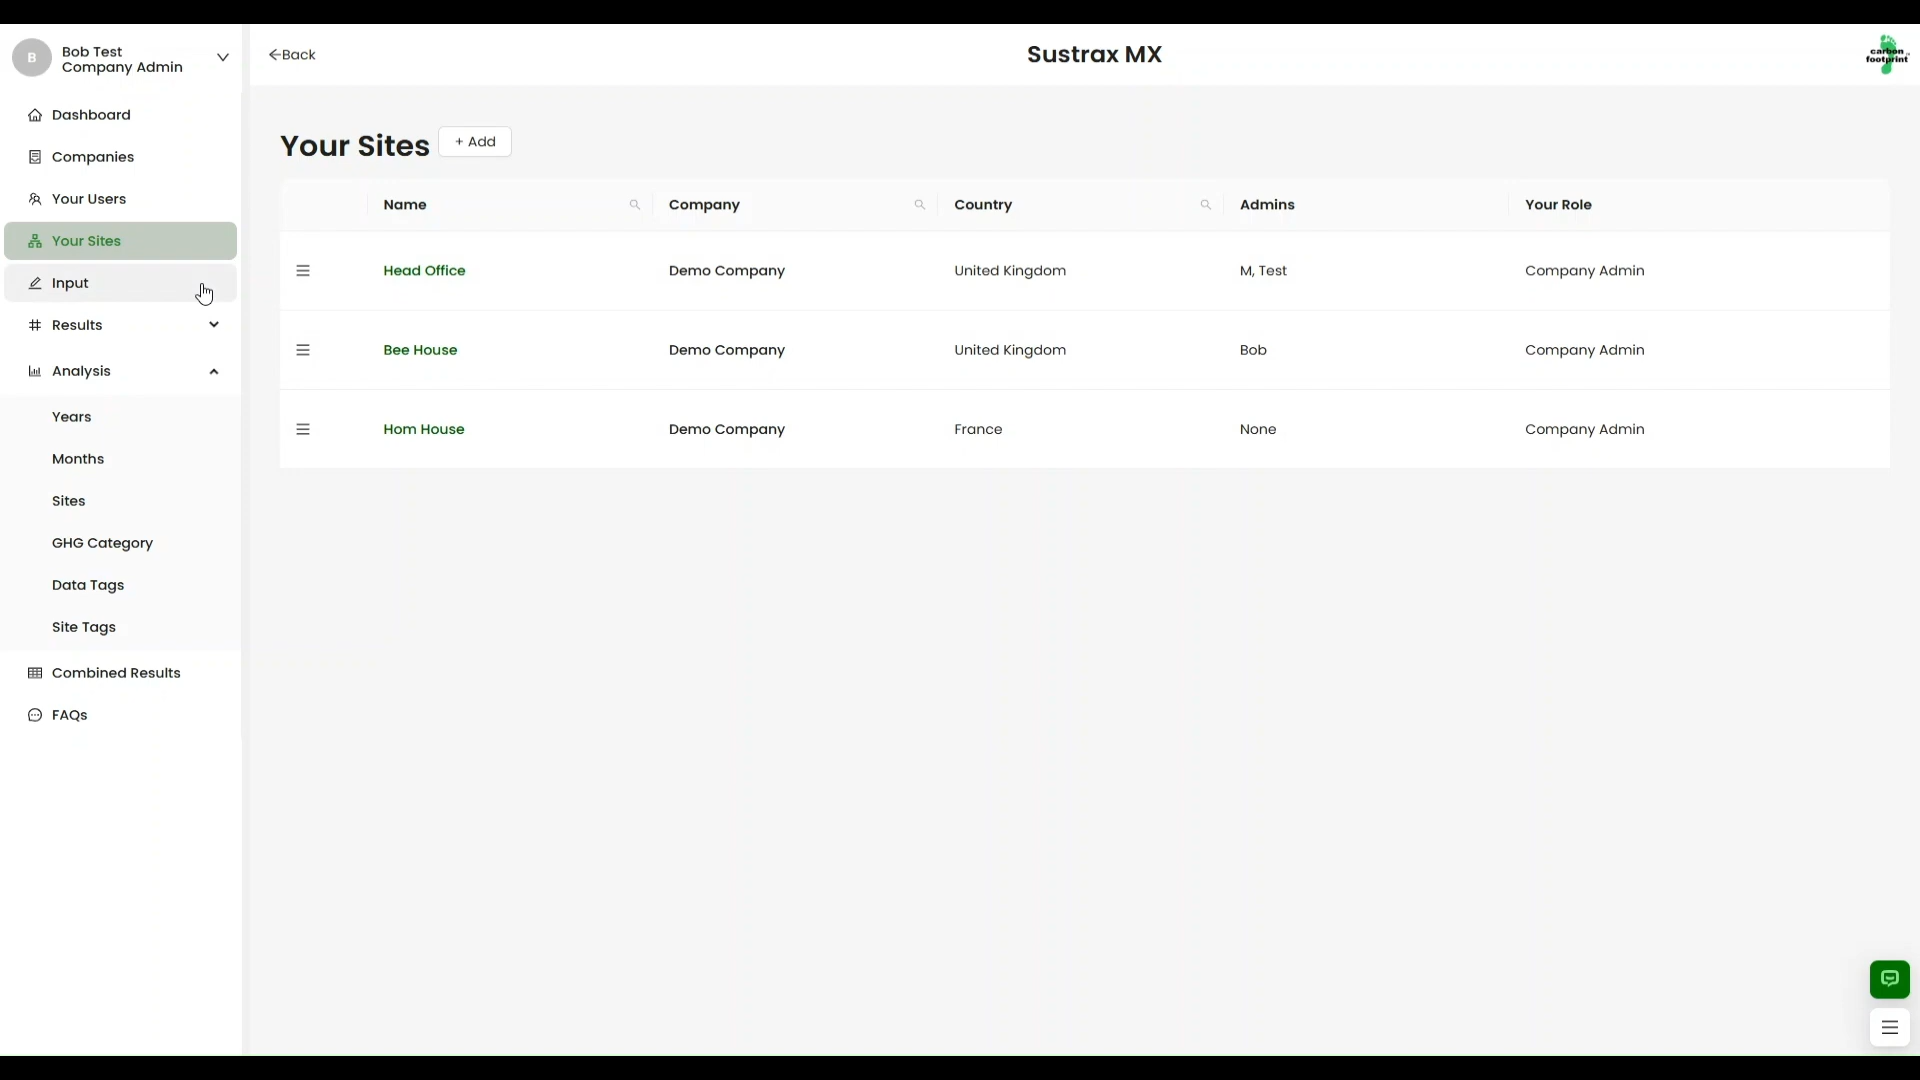 B
Bob Test
Company Admin
Back
Sustrax MX
carbon
footprint
Dashboard
Companies
Your Users
Your Sites
Input
Results
Analysis
Years
Months
Sites
GHG Category
Data Tags
Site Tags
Combined Results
FAQs
Your Sites
+ Add
Name Company Country Admins Your Role
Head Office Demo Company United Kingdom M, Test Company Admin
Bee House Demo Company United Kingdom Bob Company Admin
Hom House Demo Company France None Company Admin